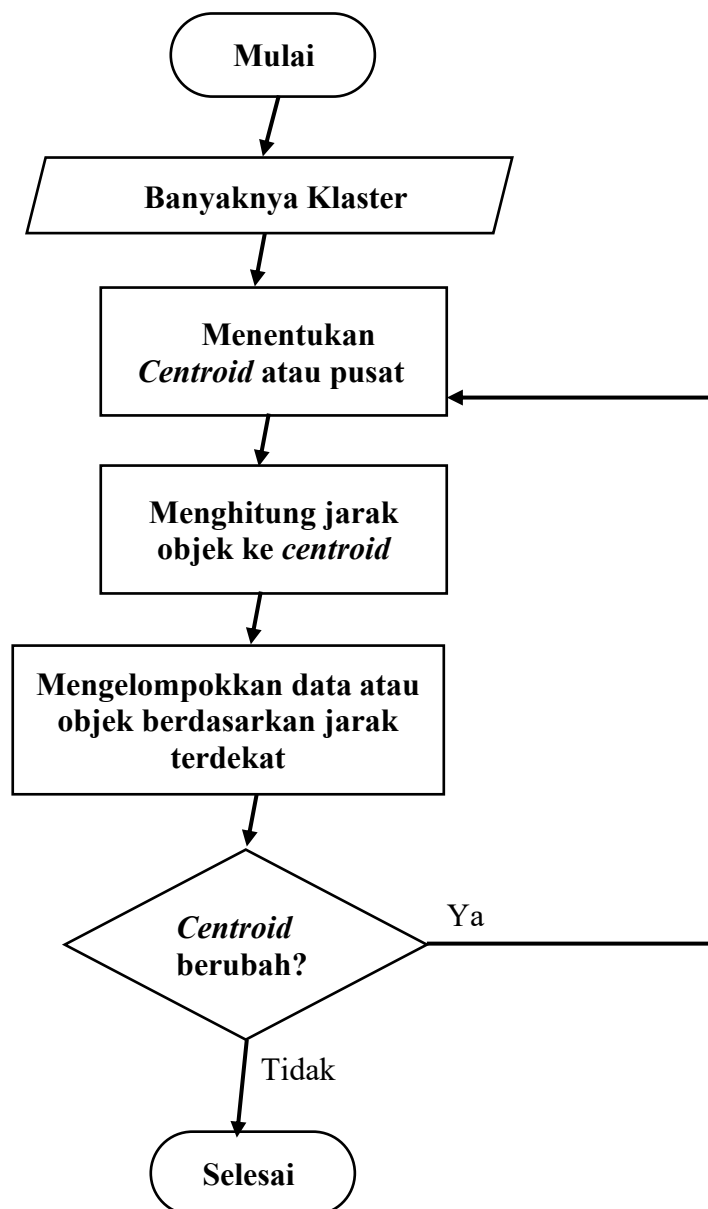 Mulai
Banyaknya Klaster
Menentukan
Centroid atau pusat
Menghitung jarak
objek ke centroid
Mengelompokkan data atau
objek berdasarkan jarak
terdekat
Centroid
berubah?
Ya
Tidak
Selesai